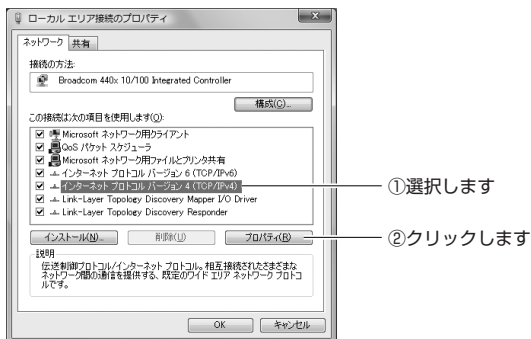 ローカル エリア接続のプロパティ
ネットワーク 共有
接続の方法:
Broadcom 440x 10/100 Integrated Controller
構成(C)...
この接続は次の項目を使用します(O):
Microsoft ネットワーク用クライアント
QoS パケット スケジューラ
Microsoft ネットワーク用ファイルとプリンタ共有
インターネット プロトコル バージョン 6 (TCP/IPv6)
インターネット プロトコル バージョン 4 (TCP/IPv4)
Link-Layer Topology Discovery Mapper I/O Driver
Link-Layer Topology Discovery Responder
①選択します
インストール(N)... 削除(U) プロパティ(R)
②クリックします
説明
伝送制御プロトコル/インターネット プロトコル。相互接続されたさまざまな
ネットワーク間の通信を提供する、既定のワイド エリア ネットワーク プロトコ
ルです。
OK キャンセル